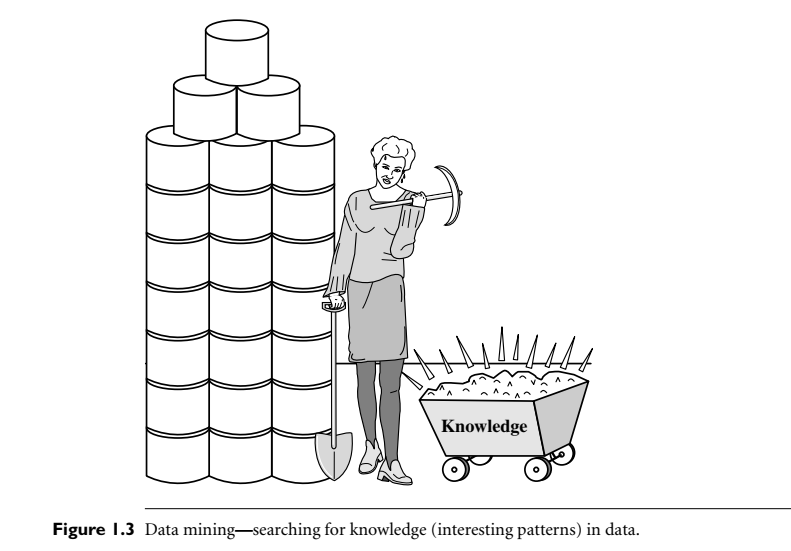 Knowledge
Figure 1.3 Data mining—searching for knowledge (interesting patterns) in data.